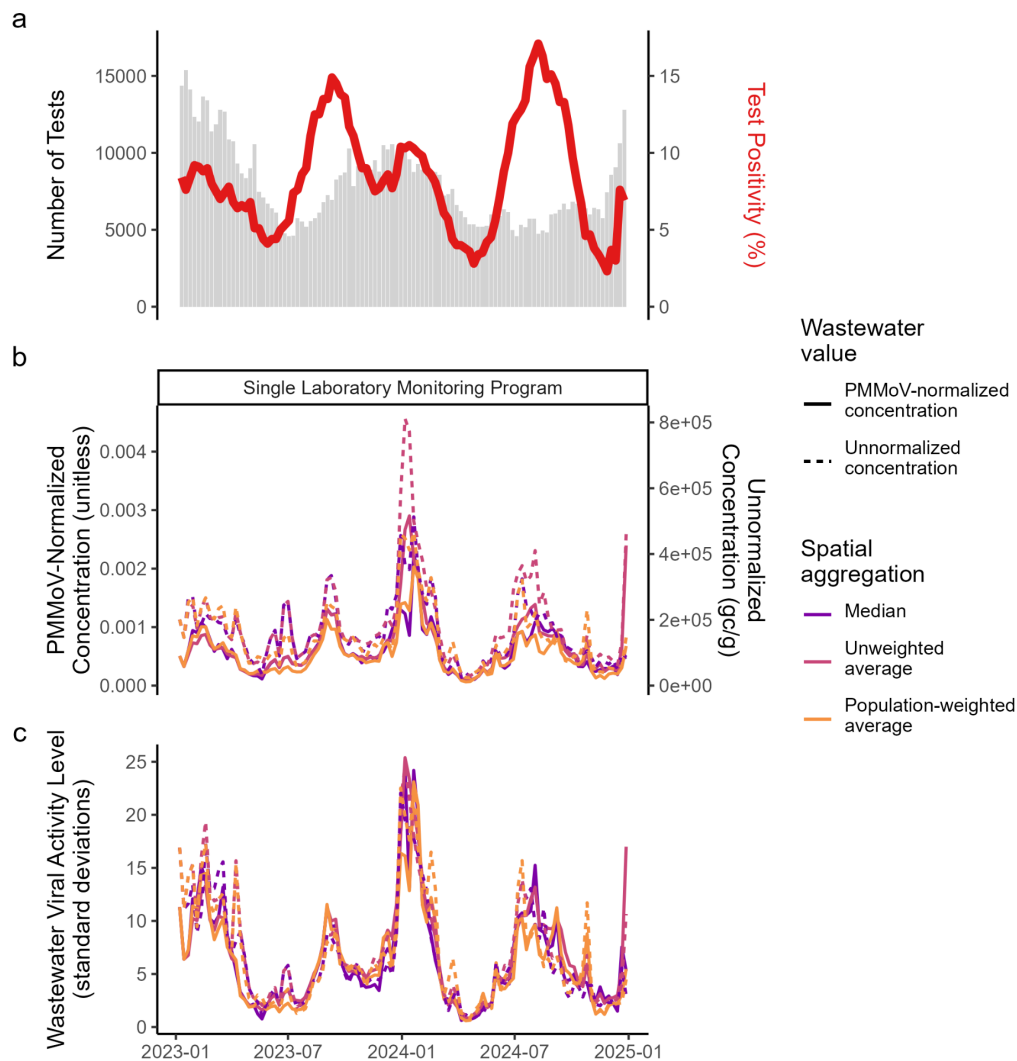 a
Number of Tests
15000
10000
5000
0
15
10
5
0
Test Positivity (%)
b
Single Laboratory Monitoring Program
PMMoV-Normalized
Concentration (unitless)
0.004
0.003
0.002
0.001
0.000
8e+05
6e+05
4e+05
2e+05
0e+00
Unnormalized
Concentration (gc/g)
c
Wastewater Viral Activity Level
(standard deviations)
25
20
15
10
5
0
2023-01
2023-07
2024-01
2024-07
2025-01
Wastewater
value
PMMoV-normalized
concentration
Unnormalized
concentration
Spatial
aggregation
Median
Unweighted
average
Population-weighted
average